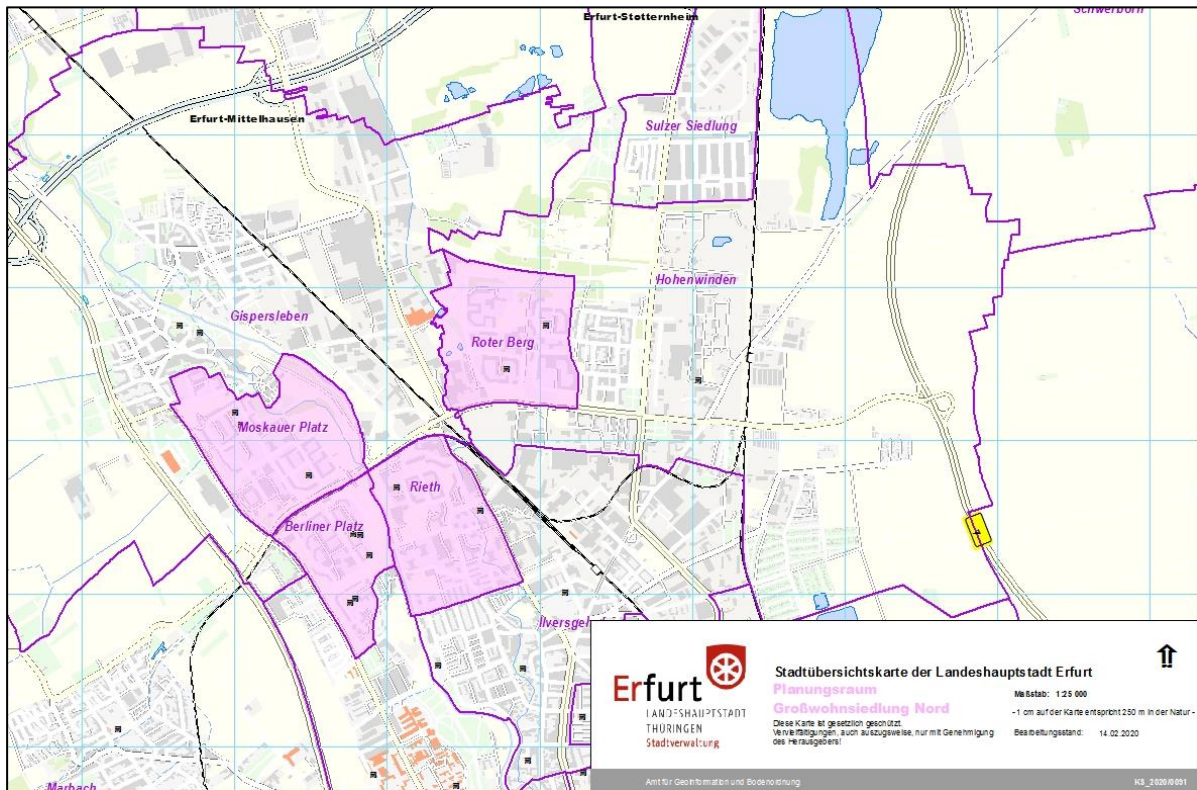 Erfurt-Stotternheim
Schwerborn
Erfurt-Mittelhausen
Sulzer Siedlung
Hohenwinden
Gispersleben
Roter Berg
Moskauer Platz
Rieth
Berliner Platz
Ilversge
Marbach
Erfurt
LANDESHAUPTSTADT
THÜRINGEN
Stadtverwaltung
Stadtübersichtskarte der Landeshauptstadt Erfurt
Planungsraum
Großwohnsiedlung Nord
Diese Karte ist gesetzlich geschützt.
Vervielfältigungen, auch auszugsweise, nur mit Genehmigung
des Herausgebers!
Maßstab: 1:25 000
- 1 cm auf der Karte entspricht 250 m in der Natur -
Bearbeitungsstand: 14.02.2020
Amt für Geoinformation und Bodenordnung
KS_2020/0051